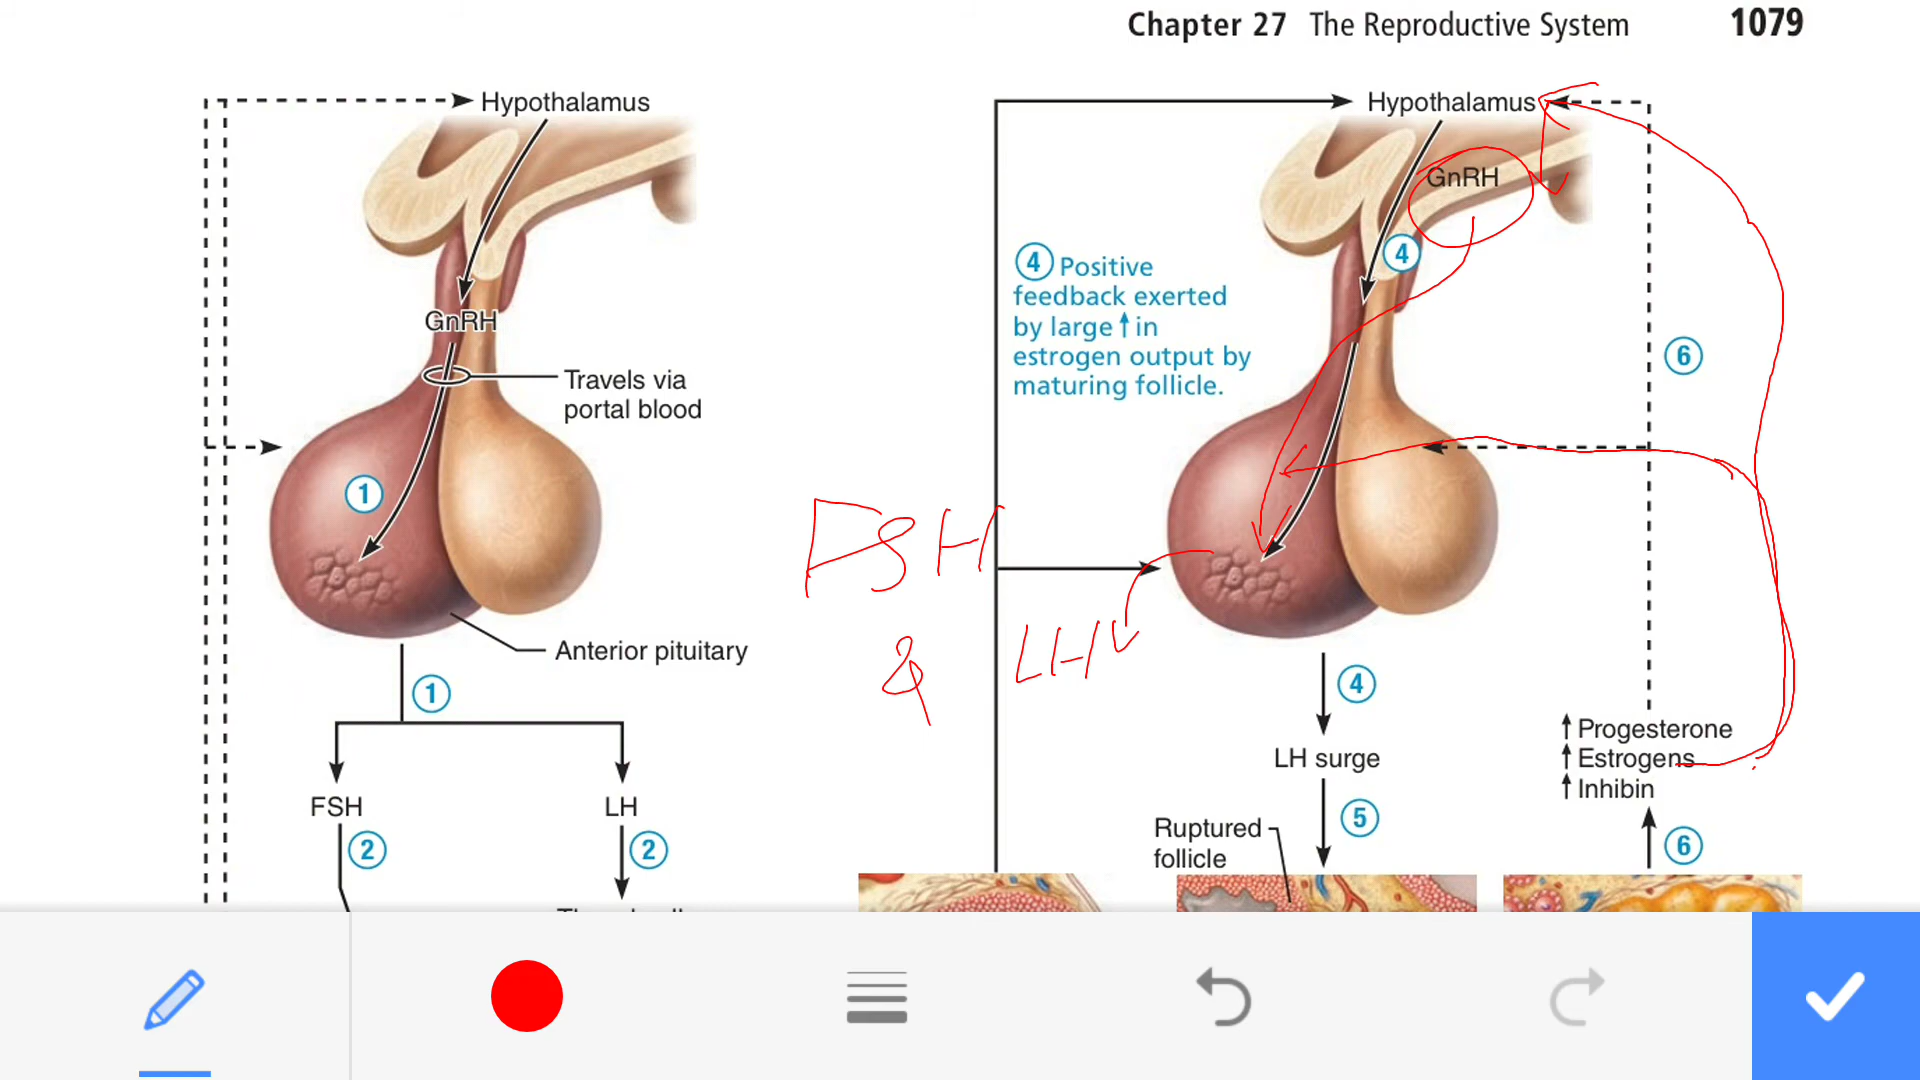 Chapter 27 The Reproductive System 1079
Hypothalamus
GnRH
Travels via
portal blood
1
Anterior pituitary
1
FSH
LH
2
2
Hypothalamus
GnRH
4
4 Positive
feedback exerted
by large ↑ in
estrogen output by
maturing follicle.
6
FSH
& LH
4
LH surge
5
Ruptured
follicle
↑ Progesterone
↑ Estrogens
↑ Inhibin
6